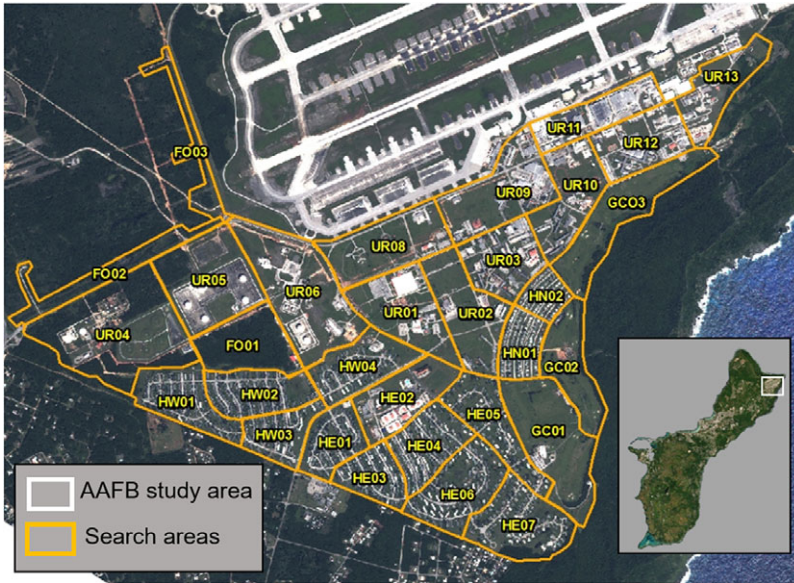 UR13
UR11
UR12
FO03
UR10
UR09
GCO3
UR08
UR03
FO02
UR05
UR06
HN02
UR04
UR01
UR02
FO01
HN01
HW04
GC02
HW01
HW02
HE02
HE05
GC01
HW03
HE01
HE04
HE03
HE06
HE07
AAFB study area
Search areas